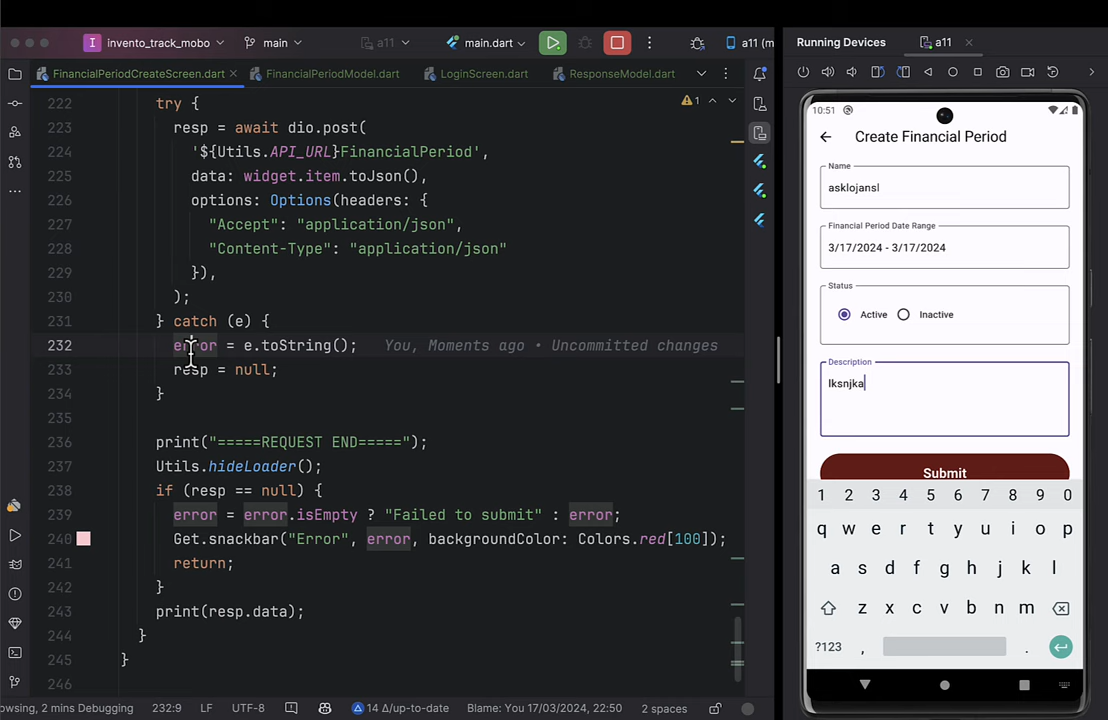 invento_track_mobo
main
a11
main.dart
a11 (m
Running Devices
a11
FinancialPeriodCreateScreen.dart
FinancialPeriodModel.dart
LoginScreen.dart
ResponseModel.dart
222 try {
1
223 resp = await dio.post(
224 '${Utils.API_URL}FinancialPeriod',
225 data: widget.item.toJson(),
226 options: Options(headers: {
227 "Accept": "application/json",
228 "Content-Type": "application/json"
229 }),
230 );
231 } catch (e) {
232 error = e.toString(); You, Moments ago • Uncommitted changes
233 resp = null;
234 }
235
236 print("=====REQUEST END=====");
237 Utils.hideLoader();
238 if (resp == null) {
239 error = error.isEmpty ? "Failed to submit" : error;
240 Get.snackbar("Error", error, backgroundColor: Colors.red[100]);
241 return;
242 }
243 print(resp.data);
244 }
245 }
246
owsing, 2 mins Debugging 232:9 LF UTF-8 14 Δ/up-to-date Blame: You 17/03/2024, 22:50 2 spaces
10:51
Create Financial Period
Name
asklojansl
Financial Period Date Range
3/17/2024 - 3/17/2024
Status
Active Inactive
Description
lksnjka
Submit
1 2 3 4 5 6 7 8 9 0
q w e r t y u i o p
a s d f g h j k l
z x c v b n m
?123 , .